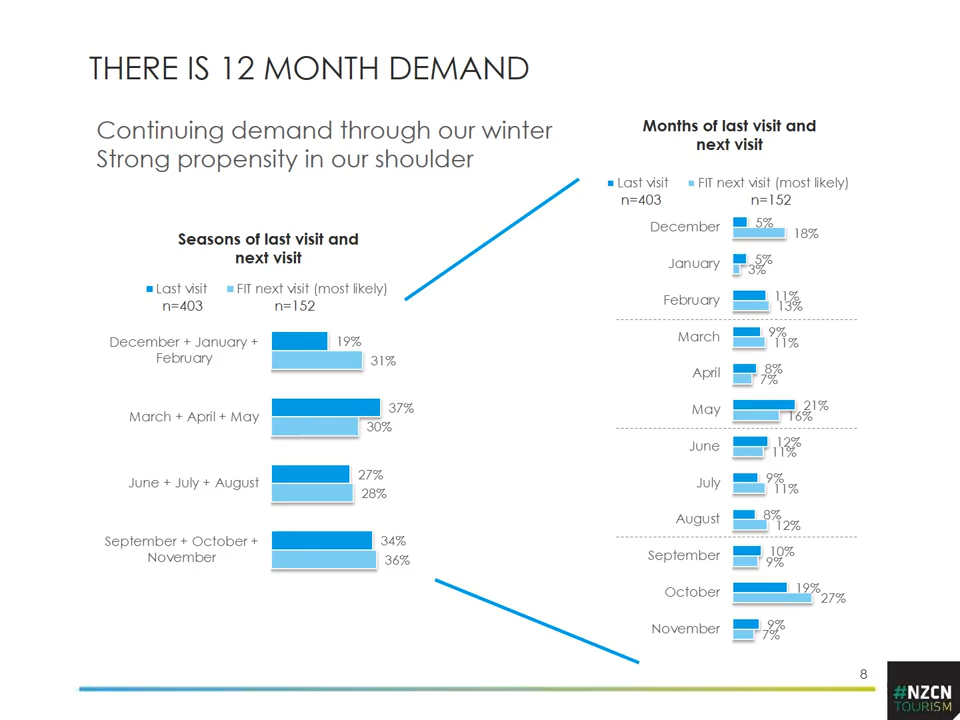 THERE IS 12 MONTH DEMAND
Continuing demand through our winter
Strong propensity in our shoulder
Seasons of last visit and
next visit
Last visit FIT next visit (most likely)
n=403 n=152
December + January +
February
19%
31%
March + April + May
37%
30%
June + July + August
27%
28%
September + October +
November
34%
36%
Months of last visit and
next visit
Last visit FIT next visit (most likely)
n=403 n=152
December
5%
18%
January
5%
3%
February
11%
13%
March
9%
11%
April
8%
7%
May
21%
16%
June
12%
11%
July
9%
11%
August
8%
12%
September
10%
9%
October
19%
27%
November
9%
7%
8
#NZCN
TOURISM